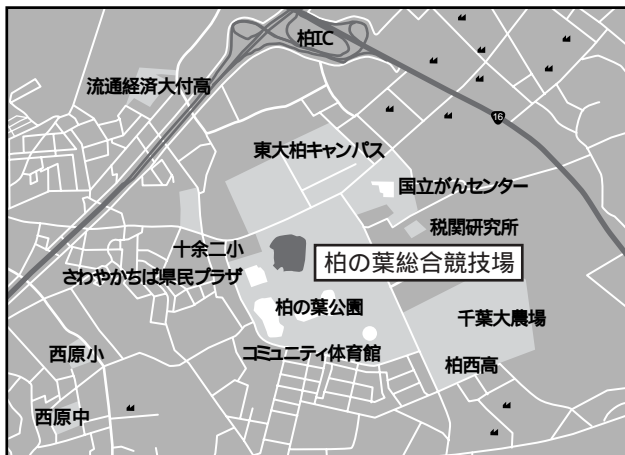 柏IC
流通経済大付高
16
東大柏キャンパス
国立がんセンター
税関研究所
十余二小
柏の葉総合競技場
さわやかちば県民プラザ
柏の葉公園
千葉大農場
コミュニティ体育館
西原小
柏西高
西原中